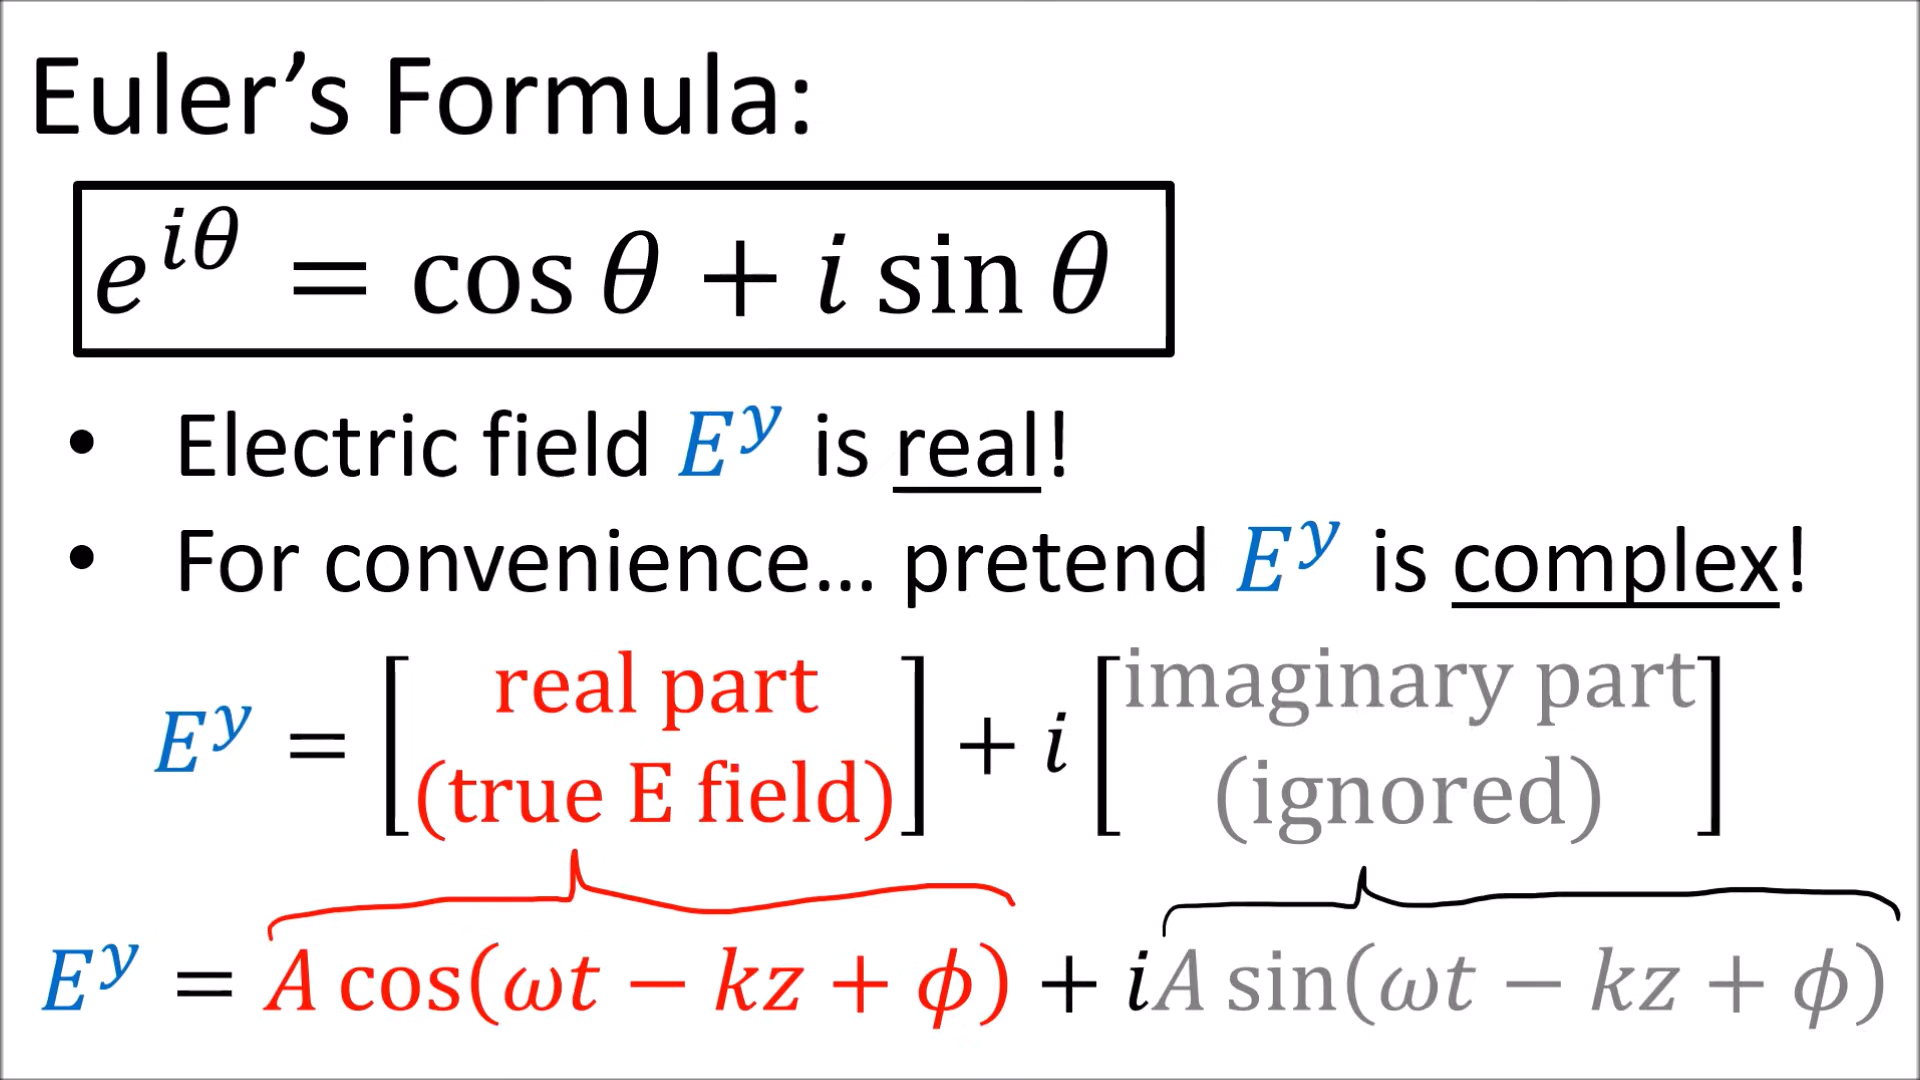 Euler’s Formula:
e^{iθ} = cos θ + i sin θ
• Electric field E^y is real!
• For convenience... pretend E^y is complex!
E^y = [real part (true E field)] + i [imaginary part (ignored)]
E^y = A cos(ωt − kz + ϕ) + iA sin(ωt − kz + ϕ)